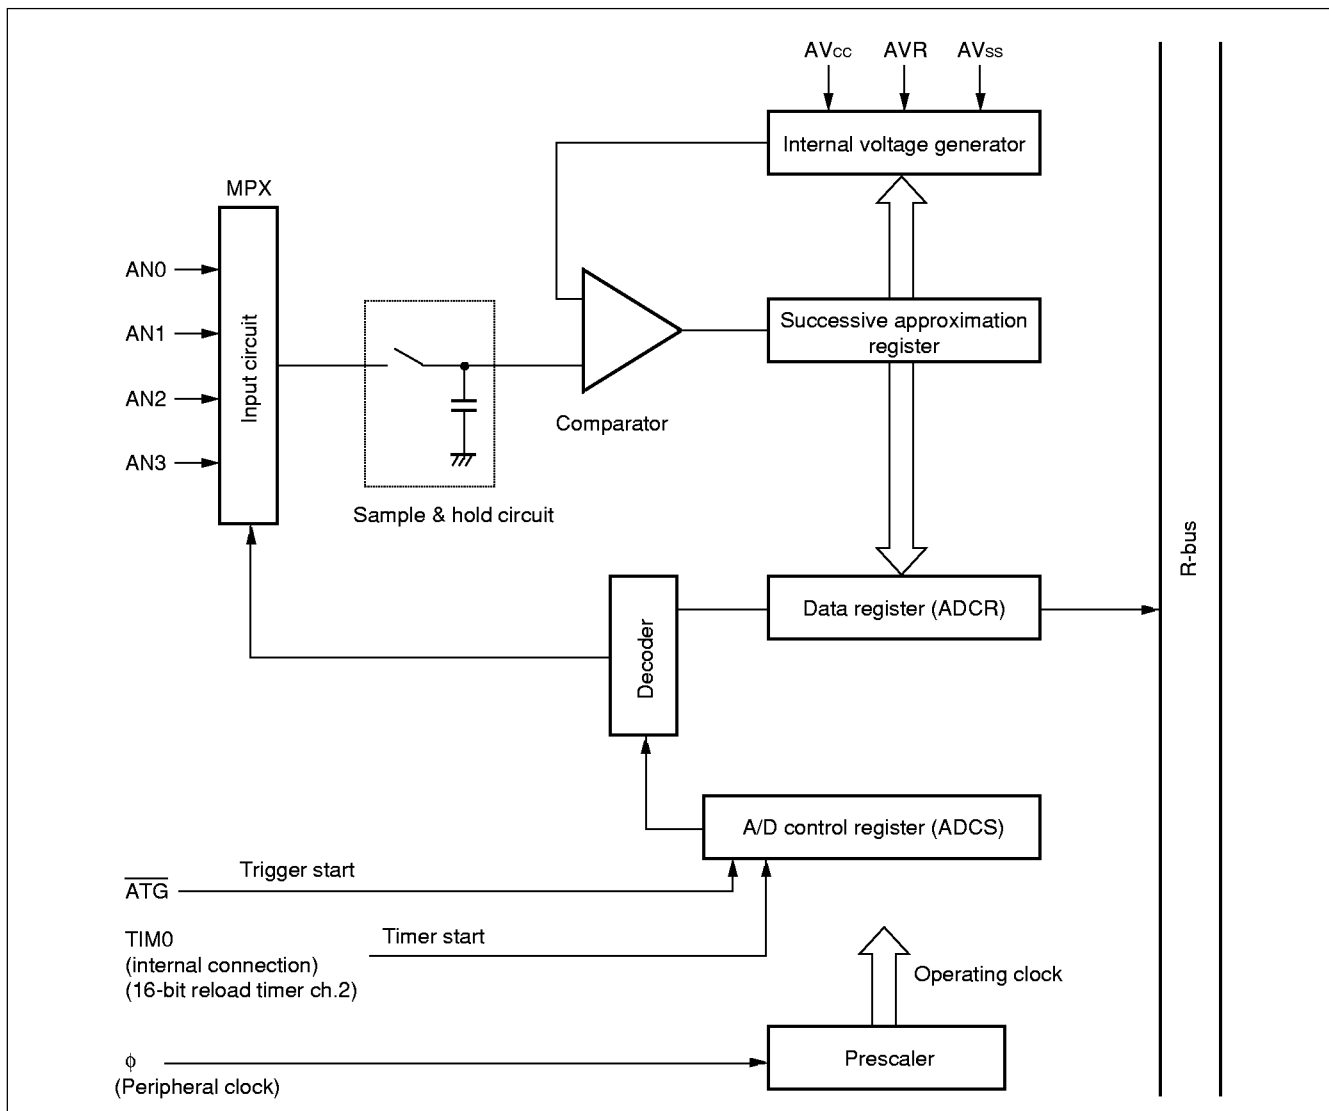 AVCC AVR AVSS
Internal voltage generator
MPX
AN0
AN1
AN2
AN3
Input circuit
Successive approximation
register
Comparator
Sample & hold circuit
R-bus
Data register (ADCR)
Decoder
A/D control register (ADCS)
Trigger start
ATG
Timer start
TIM0
(internal connection)
(16-bit reload timer ch.2)
Operating clock
Prescaler
ϕ
(Peripheral clock)